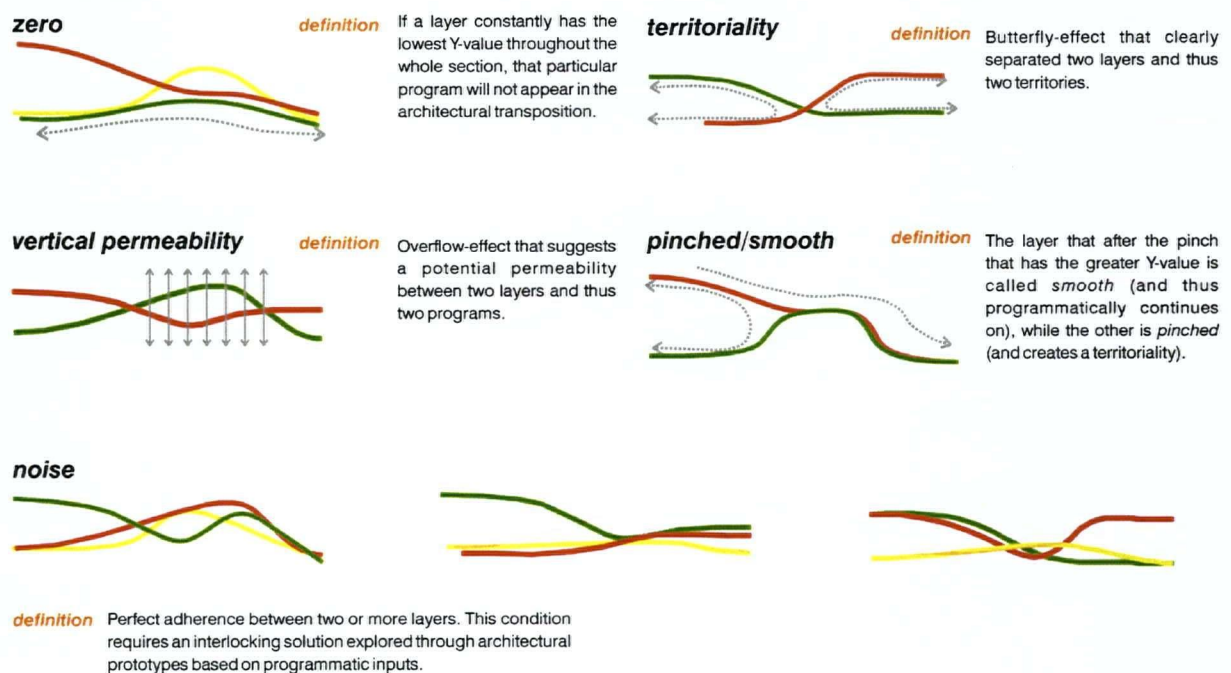 zero
definition
If a layer constantly has the
lowest Y-value throughout the
whole section, that particular
program will not appear in the
architectural transposition.
territoriality
definition
Butterfly-effect that clearly
separated two layers and thus
two territories.
vertical permeability
definition
Overflow-effect that suggests
a potential permeability
between two layers and thus
two programs.
pinched/smooth
definition
The layer that after the pinch
that has the greater Y-value is
called smooth (and thus
programmatically continues
on), while the other is pinched
(and creates a territoriality).
noise
definition
Perfect adherence between two or more layers. This condition
requires an interlocking solution explored through architectural
prototypes based on programmatic inputs.